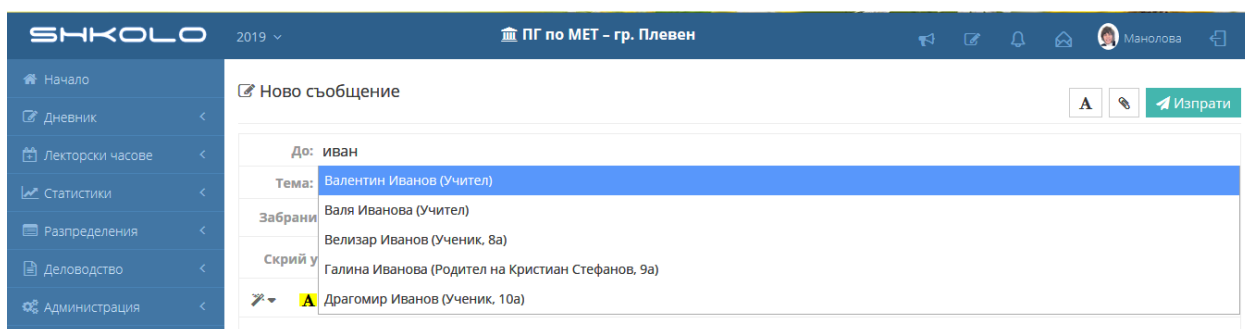 SHKOLO
2019
ПГ по МЕТ – гр. Плевен
Манолова
Начало
Дневник
Лекторски часове
Статистики
Разпределения
Деловодство
Администрация
Ново съобщение
A
Изпрати
До: иван
Тема:
Забрани
Скрий у
A
Валентин Иванов (Учител)
Валя Иванова (Учител)
Велизар Иванов (Ученик, 8а)
Галина Иванова (Родител на Кристиан Стефанов, 9а)
Драгомир Иванов (Ученик, 10а)